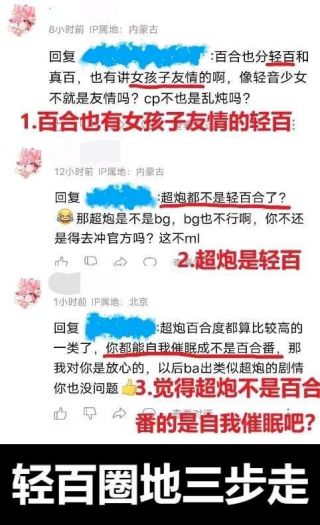 8小时前 IP属地：内蒙古
回复 ：百合也分轻百和
真百，也有讲女孩子友情的啊，像轻音少女
不就是友情吗？cp不也是乱炖吗？
1.百合也有女孩子友情的轻百
12小时前 IP属地：内蒙古
回复 ：超炮都不是轻百合了？
😂那超炮是不是bg，bg也不行啊，你不还
是得去冲官方吗？这不ml
2.超炮是轻百
1小时前 IP属地：北京
回复 ：超炮百合度都算比较高的
一类了，你都能自我催眠成不是百合番，那
我对你是放心的，以后ba出类似超炮的剧情
你也没问题👍
3.觉得超炮不是百合
番的是自我催眠吧？
轻百圈地三步走